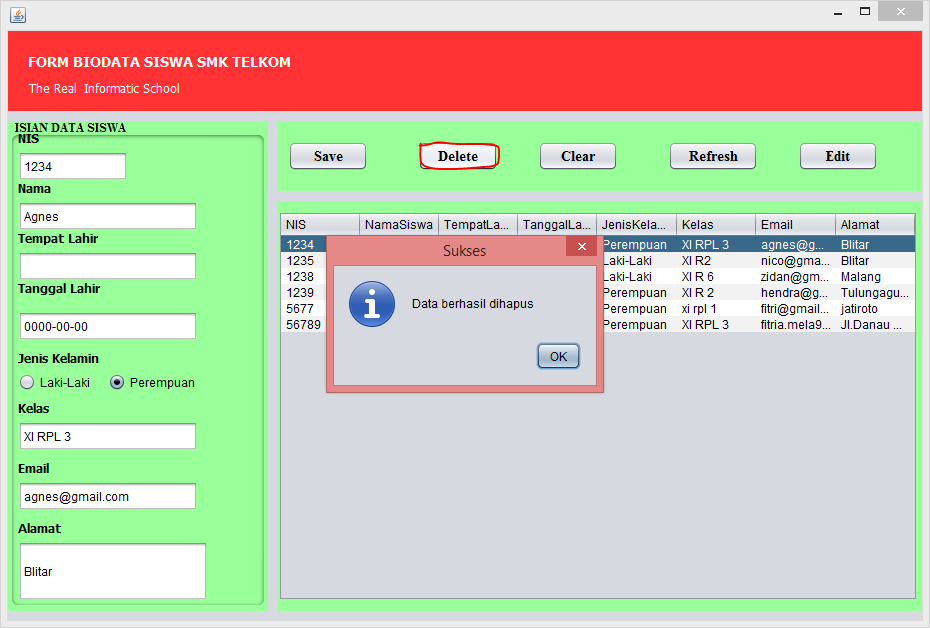 FORM BIODATA SISWA SMK TELKOM
The Real Informatic School
ISIAN DATA SISWA
NIS
1234
Nama
Agnes
Tempat Lahir
Tanggal Lahir
0000-00-00
Jenis Kelamin
Laki-Laki Perempuan
Kelas
XI RPL 3
Email
agnes@gmail.com
Alamat
Blitar
Save Delete Clear Refresh Edit
NIS NamaSiswa TempatLa... TanggalLa... JenisKela... Kelas Email Alamat
1234 Perempuan XI RPL 3 agnes@g... Blitar
1235 Laki-Laki XI R2 nico@gma... Blitar
1238 Laki-Laki XI R 6 zidan@gm... Malang
1239 Perempuan XI R 2 hendra@g... Tulungagu...
5677 Perempuan xi rpl 1 fitri@gmail... jatiroto
56789 Perempuan XI RPL 3 fitria.mela9... Jl.Danau ...
Sukses
Data berhasil dihapus
OK